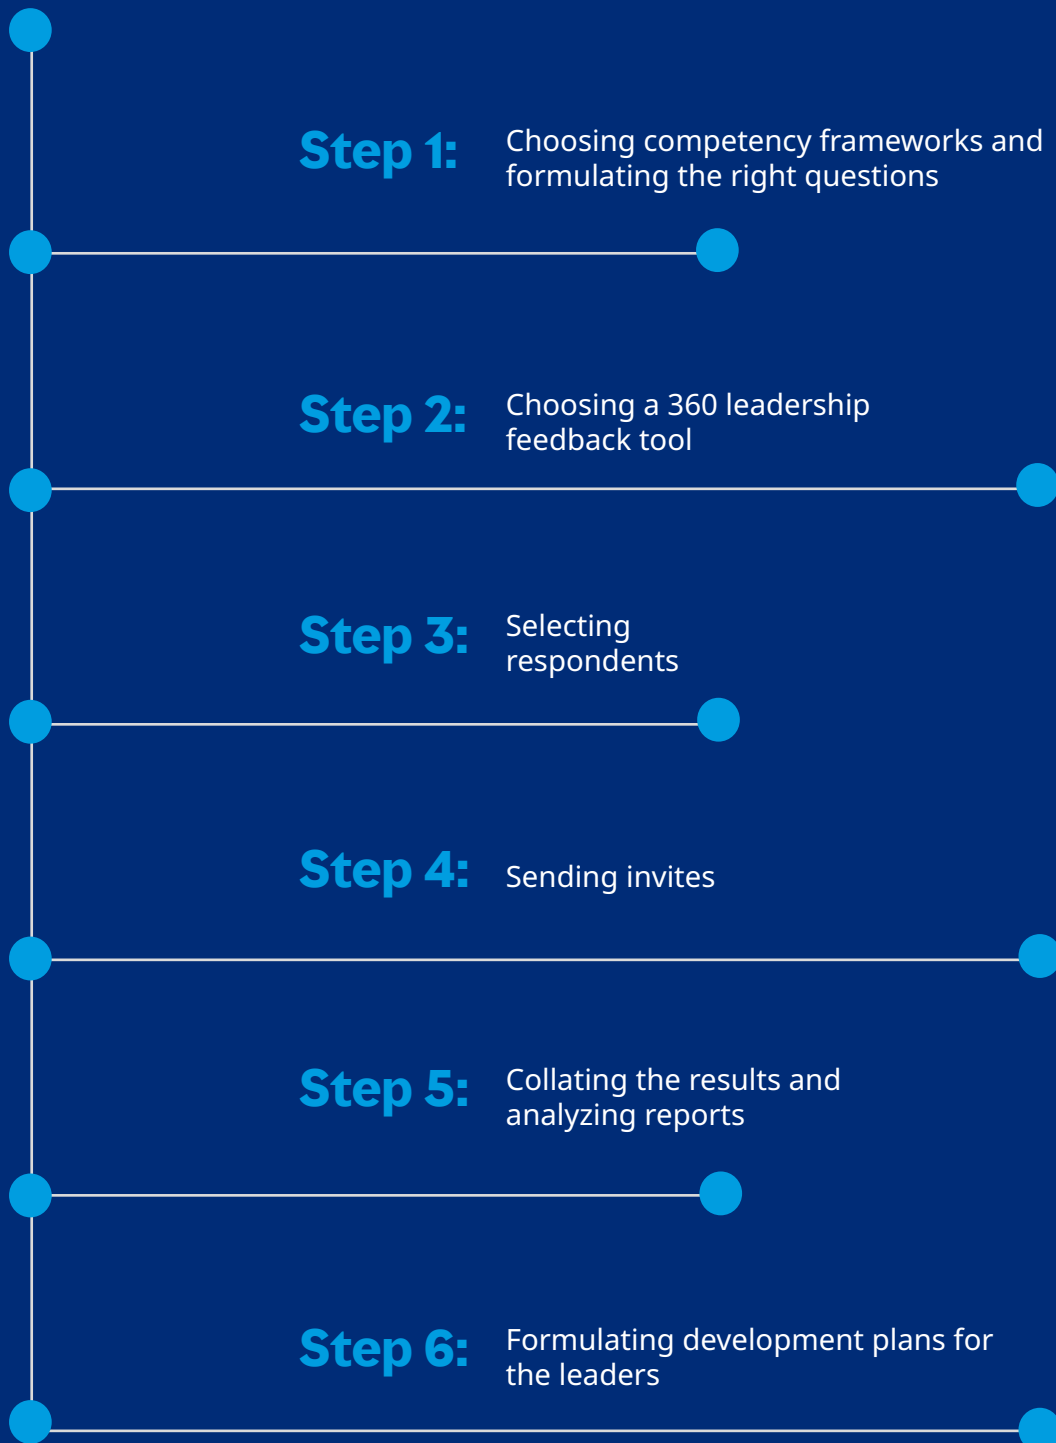 Step 1: Choosing competency frameworks and
formulating the right questions
Step 2: Choosing a 360 leadership
feedback tool
Step 3: Selecting
respondents
Step 4: Sending invites
Step 5: Collating the results and
analyzing reports
Step 6: Formulating development plans for
the leaders